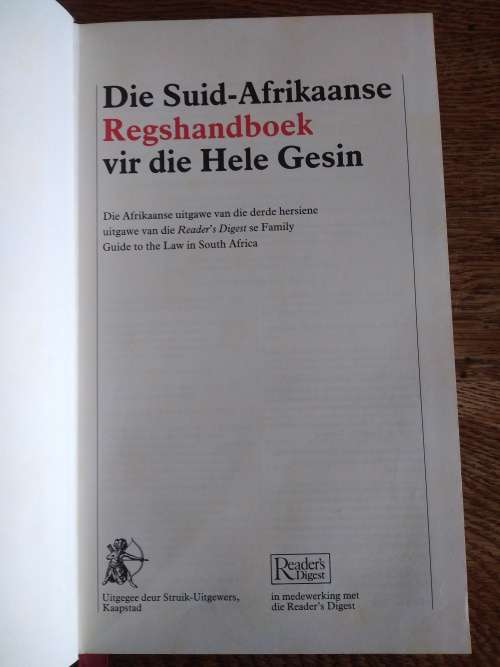 Die Suid-Afrikaanse
Regshandboek
vir die Hele Gesin
Die Afrikaanse uitgawe van die derde hersiene
uitgawe van die Reader's Digest se Family
Guide to the Law in South Africa
Uitgegee deur Struik-Uitgewers,
Kaapstad
Reader's
Digest
in medewerking met
die Reader's Digest